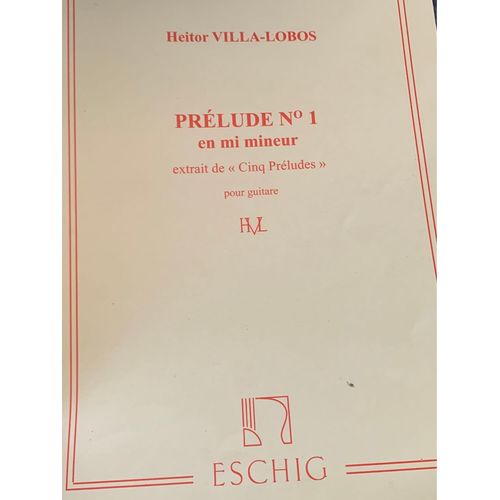 Heitor VILLA-LOBOS
PRÉLUDE Nº 1
en mi mineur
extrait de « Cinq Préludes »
pour guitare
HVL
ESCHIG